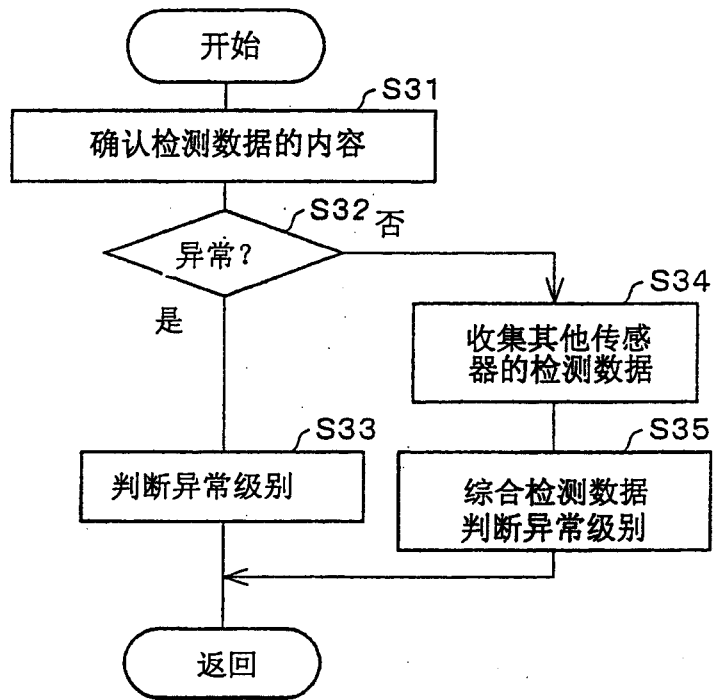 开始
S31
确认检测数据的内容
S32
否
异常？
是
S34
收集其他传感
器的检测数据
S33
判断异常级别
S35
综合检测数据
判断异常级别
返回